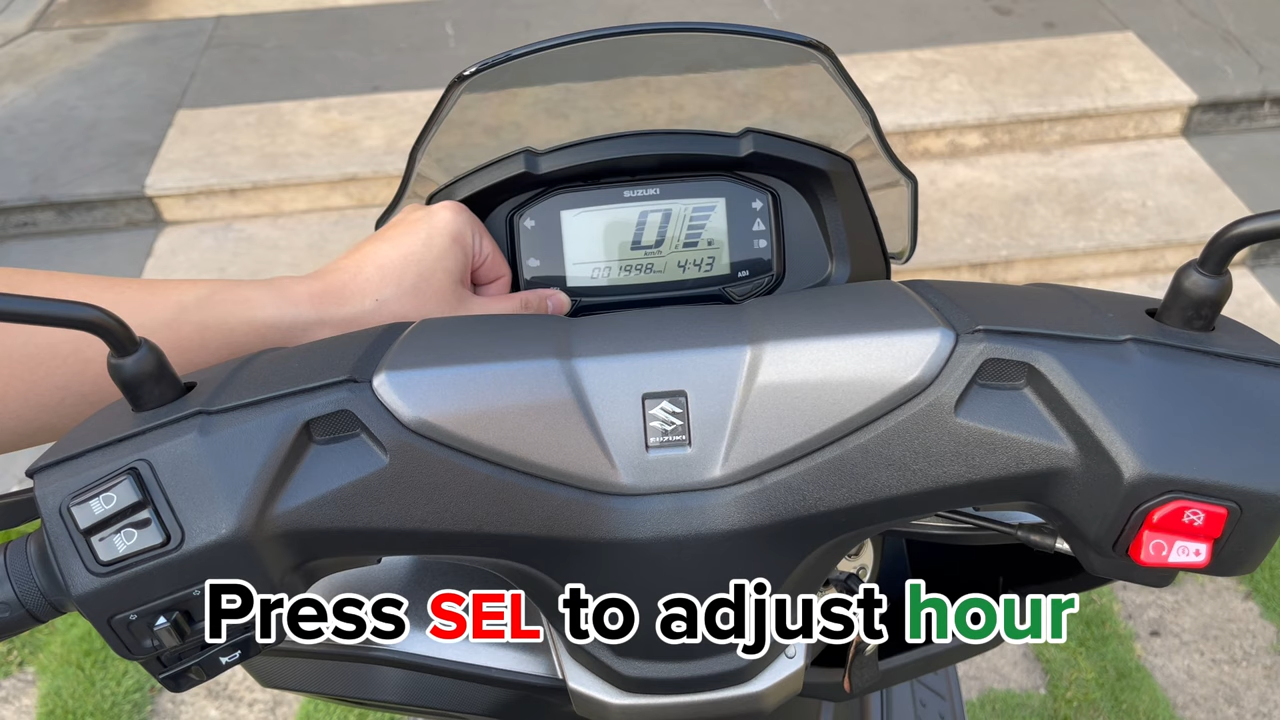 SUZUKI
0
km/h
001998
4:43
ADJ
SUZUKI
Press SEL to adjust hour